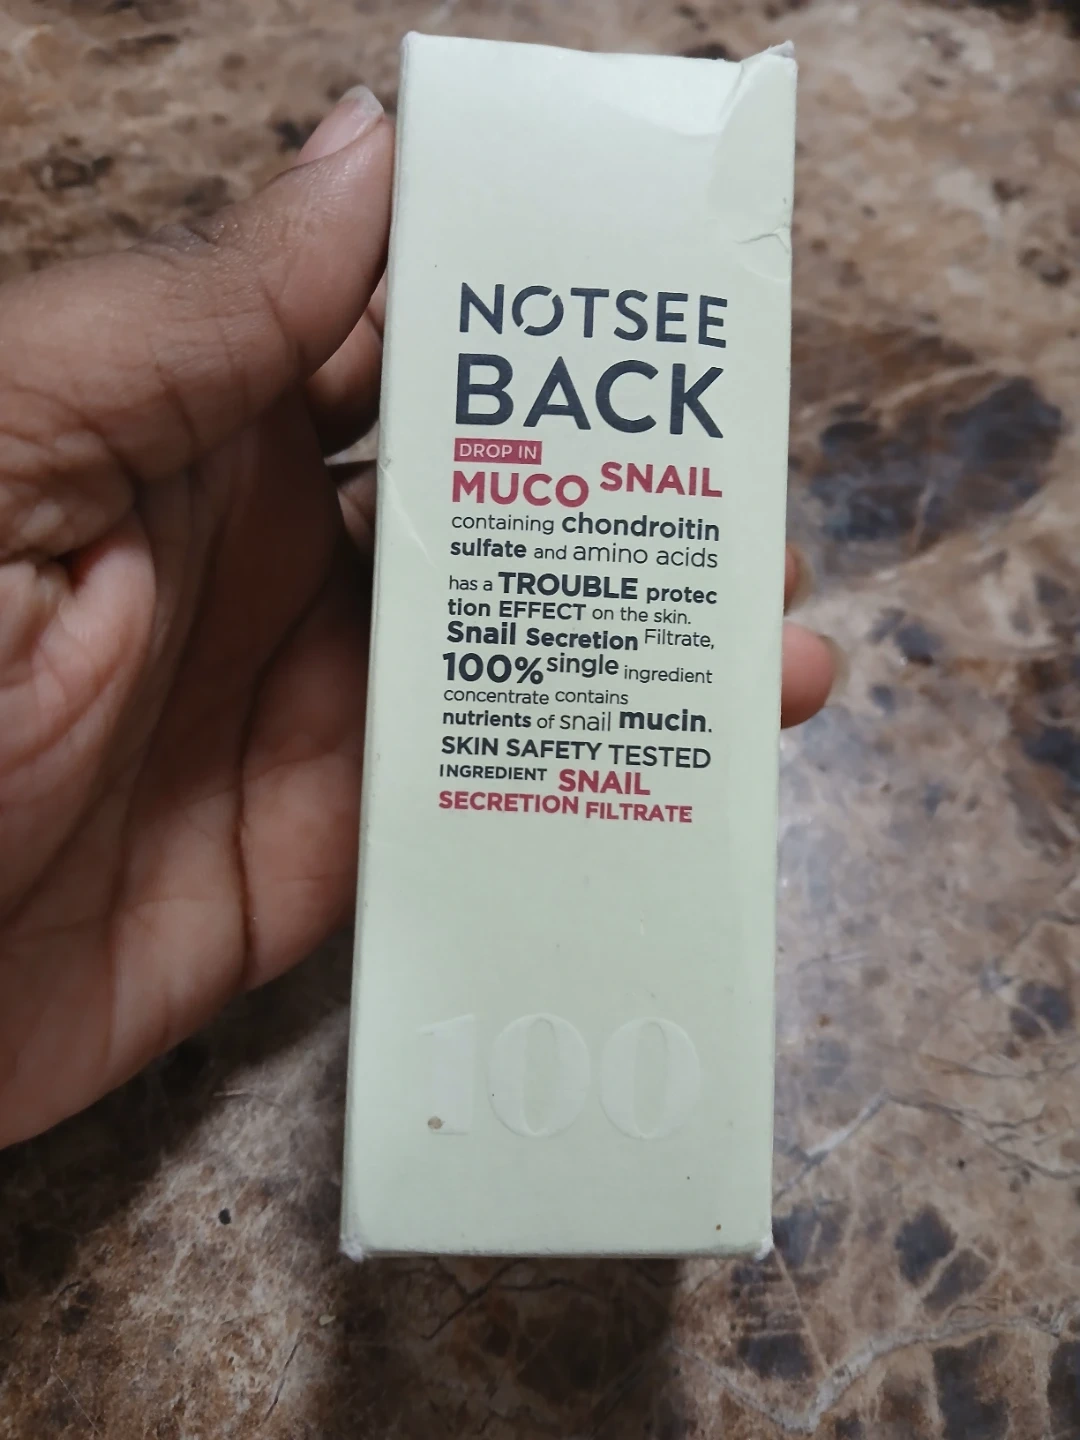 NOTSEE
BACK
DROP IN
MUCO SNAIL
containing chondroitin
sulfate and amino acids
has a TROUBLE protec
tion EFFECT on the skin.
Snail Secretion Filtrate,
100% single ingredient
concentrate contains
nutrients of snail mucin.
SKIN SAFETY TESTED
INGREDIENT SNAIL
SECRETION FILTRATE
100